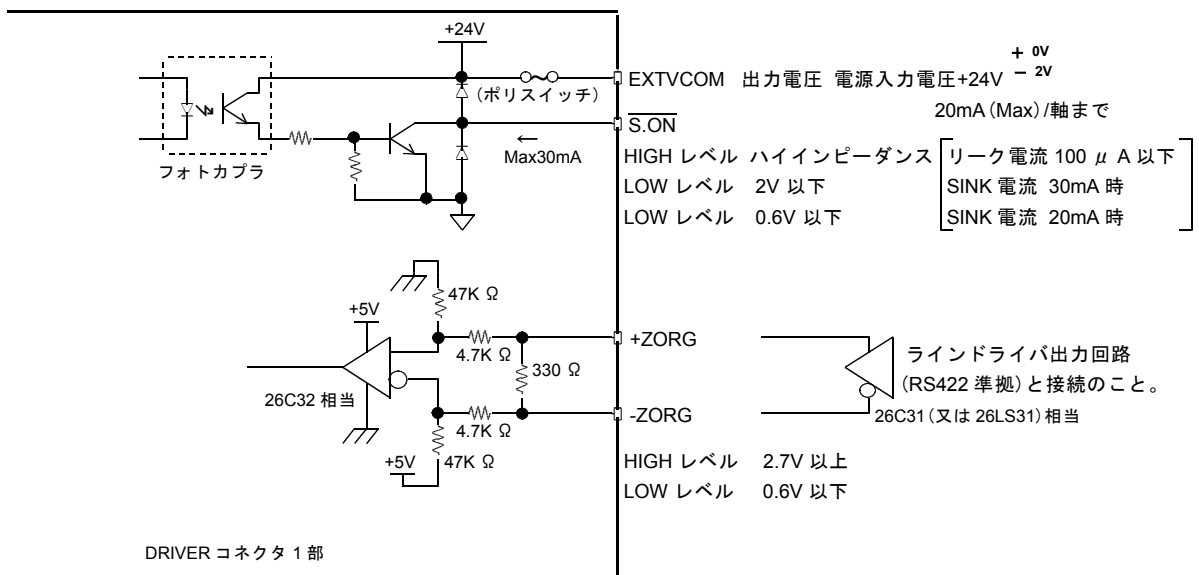 +24V
EXTVCOM 出力電圧 電源入力電圧+24V + 0V
− 2V
(ポリスイッチ)
20mA(Max)/軸まで
S.ON
←
Max30mA
フォトカプラ
HIGH レベル ハイインピーダンス リーク電流 100 μ A 以下
LOW レベル 2V 以下 SINK 電流 30mA 時
LOW レベル 0.6V 以下 SINK 電流 20mA 時
47K Ω
+5V
+ZORG
4.7K Ω
330 Ω
ラインドライバ出力回路
(RS422 準拠)と接続のこと。
26C32 相当
-ZORG
26C31(又は 26LS31)相当
4.7K Ω
+5V
47K Ω
HIGH レベル 2.7V 以上
LOW レベル 0.6V 以下
DRIVER コネクタ 1 部